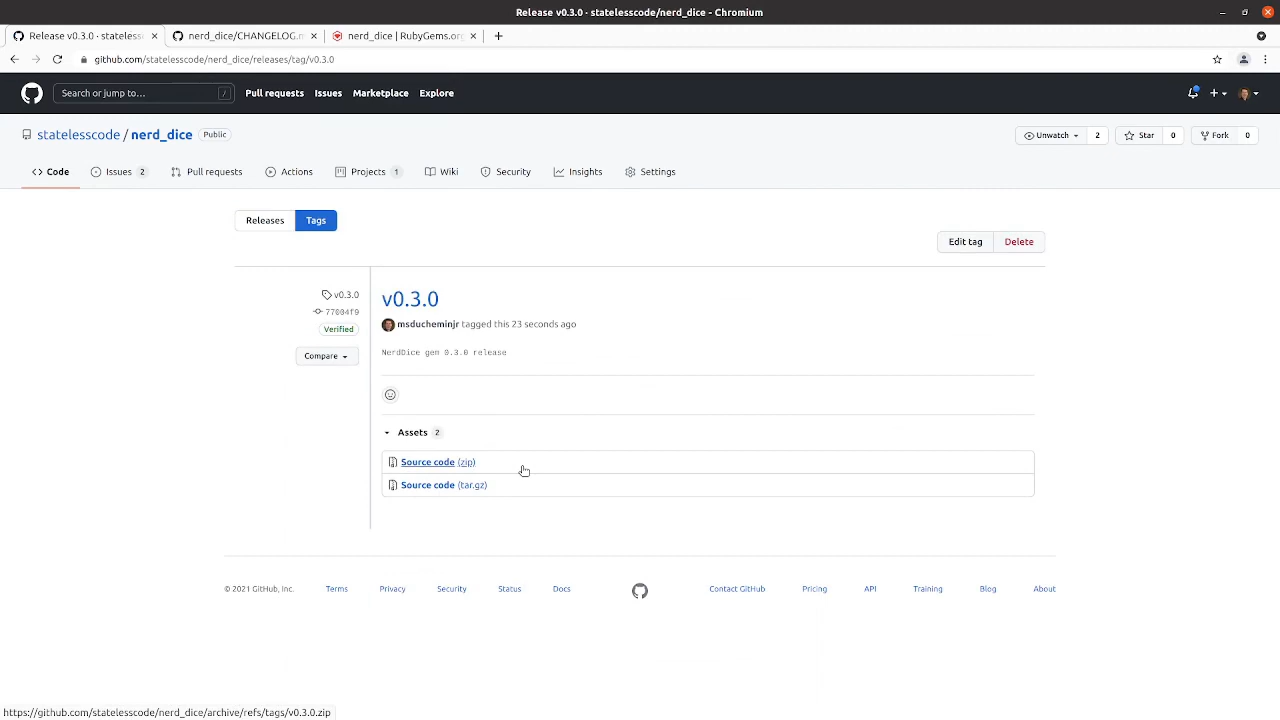 Release v0.3.0 · statelesscode/nerd_dice - Chromium
Release v0.3.0 · stateless
nerd_dice/CHANGELOG.m
nerd_dice | RubyGems.org
github.com/statelesscode/nerd_dice/releases/tag/v0.3.0
Search or jump to...
/
Pull requests
Issues
Marketplace
Explore
statelesscode / nerd_dice
Public
Unwatch
2
Star
0
Fork
0
Code
Issues 2
Pull requests
Actions
Projects 1
Wiki
Security
Insights
Settings
Releases
Tags
Edit tag
Delete
v0.3.0
77004f9
Verified
Compare
v0.3.0
msducheminjr tagged this 23 seconds ago
NerdDice gem 0.3.0 release
Assets 2
Source code (zip)
Source code (tar.gz)
© 2021 GitHub, Inc.
Terms
Privacy
Security
Status
Docs
Contact GitHub
Pricing
API
Training
Blog
About
https://github.com/statelesscode/nerd_dice/archive/refs/tags/v0.3.0.zip